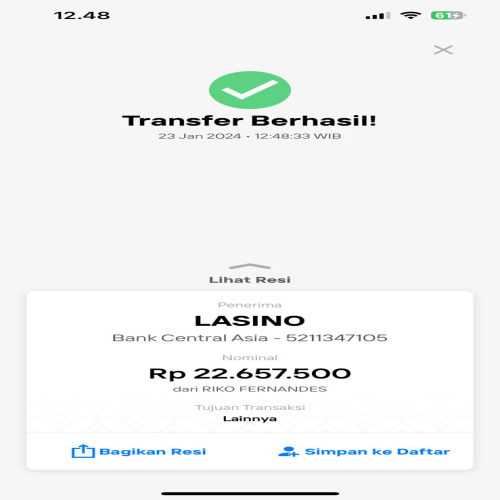 12.48
61
Transfer Berhasil!
23 Jan 2024 • 12:48:33 WIB
Lihat Resi
Penerima
LASINO
Bank Central Asia - 5211347105
Nominal
Rp 22.657.500
dari RIKO FERNANDES
Tujuan Transaksi
Lainnya
Bagikan Resi
Simpan ke Daftar